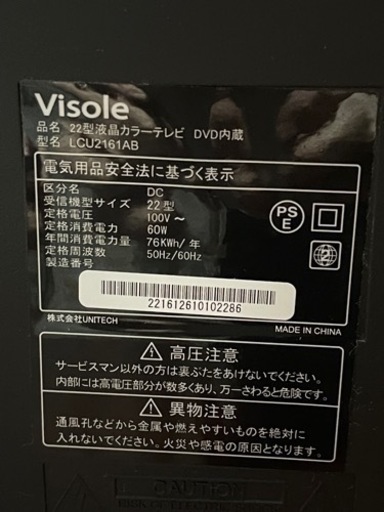 Visole
品名 22型液晶カラーテレビ DVD内蔵
型名 LCU2161AB
電気用品安全法に基づく表示
区分名 DC
受信機型サイズ 22型
定格電圧 100V～
定格消費電力 60W
年間消費電力量 76KWh/年
定格周波数 50Hz/60Hz
製造番号
PS
E
2
221612610102286
株式会社UNITECH
MADE IN CHINA
高圧注意
サービスマン以外の方は裏ぶたをあけないでください。
内部には高電圧部分が数多くあり、万一さわると危険です。
異物注意
通風孔などから金属や燃えやすいものを絶対に
入れないでください。火災や感電の原因となります。
CAUTION